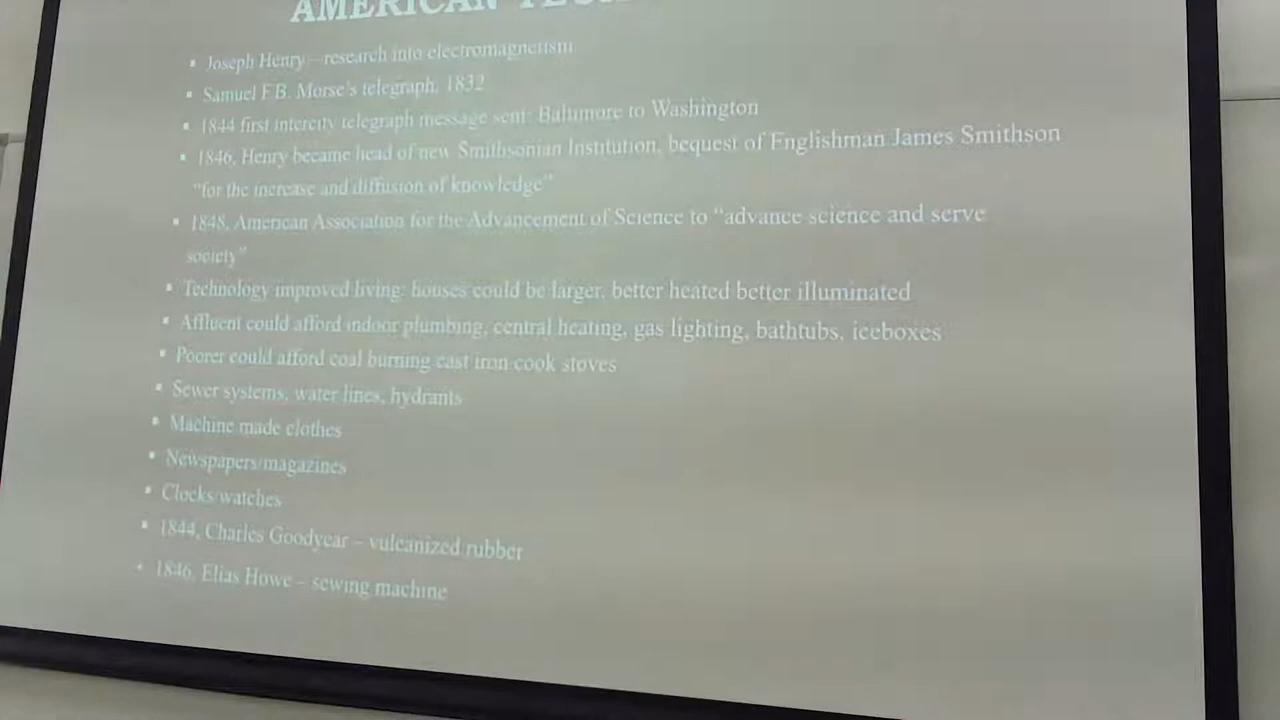 AMERICAN
▪ Joseph Henry – research into electromagnetism
▪ Samuel F.B. Morse's telegraph, 1832
▪ 1844 first intercity telegraph message sent: Baltimore to Washington
▪ 1846, Henry became head of new Smithsonian Institution, bequest of Englishman James Smithson
"for the increase and diffusion of knowledge"
▪ 1848, American Association for the Advancement of Science to "advance science and serve
society"
▪ Technology improved living: houses could be larger, better heated better illuminated
▪ Affluent could afford indoor plumbing, central heating, gas lighting, bathtubs, iceboxes
▪ Poorer could afford coal burning cast iron cook stoves
▪ Sewer systems, water lines, hydrants
▪ Machine made clothes
▪ Newspapers/magazines
▪ Clocks/watches
▪ 1844, Charles Goodyear – vulcanized rubber
▪ 1846, Elias Howe – sewing machine